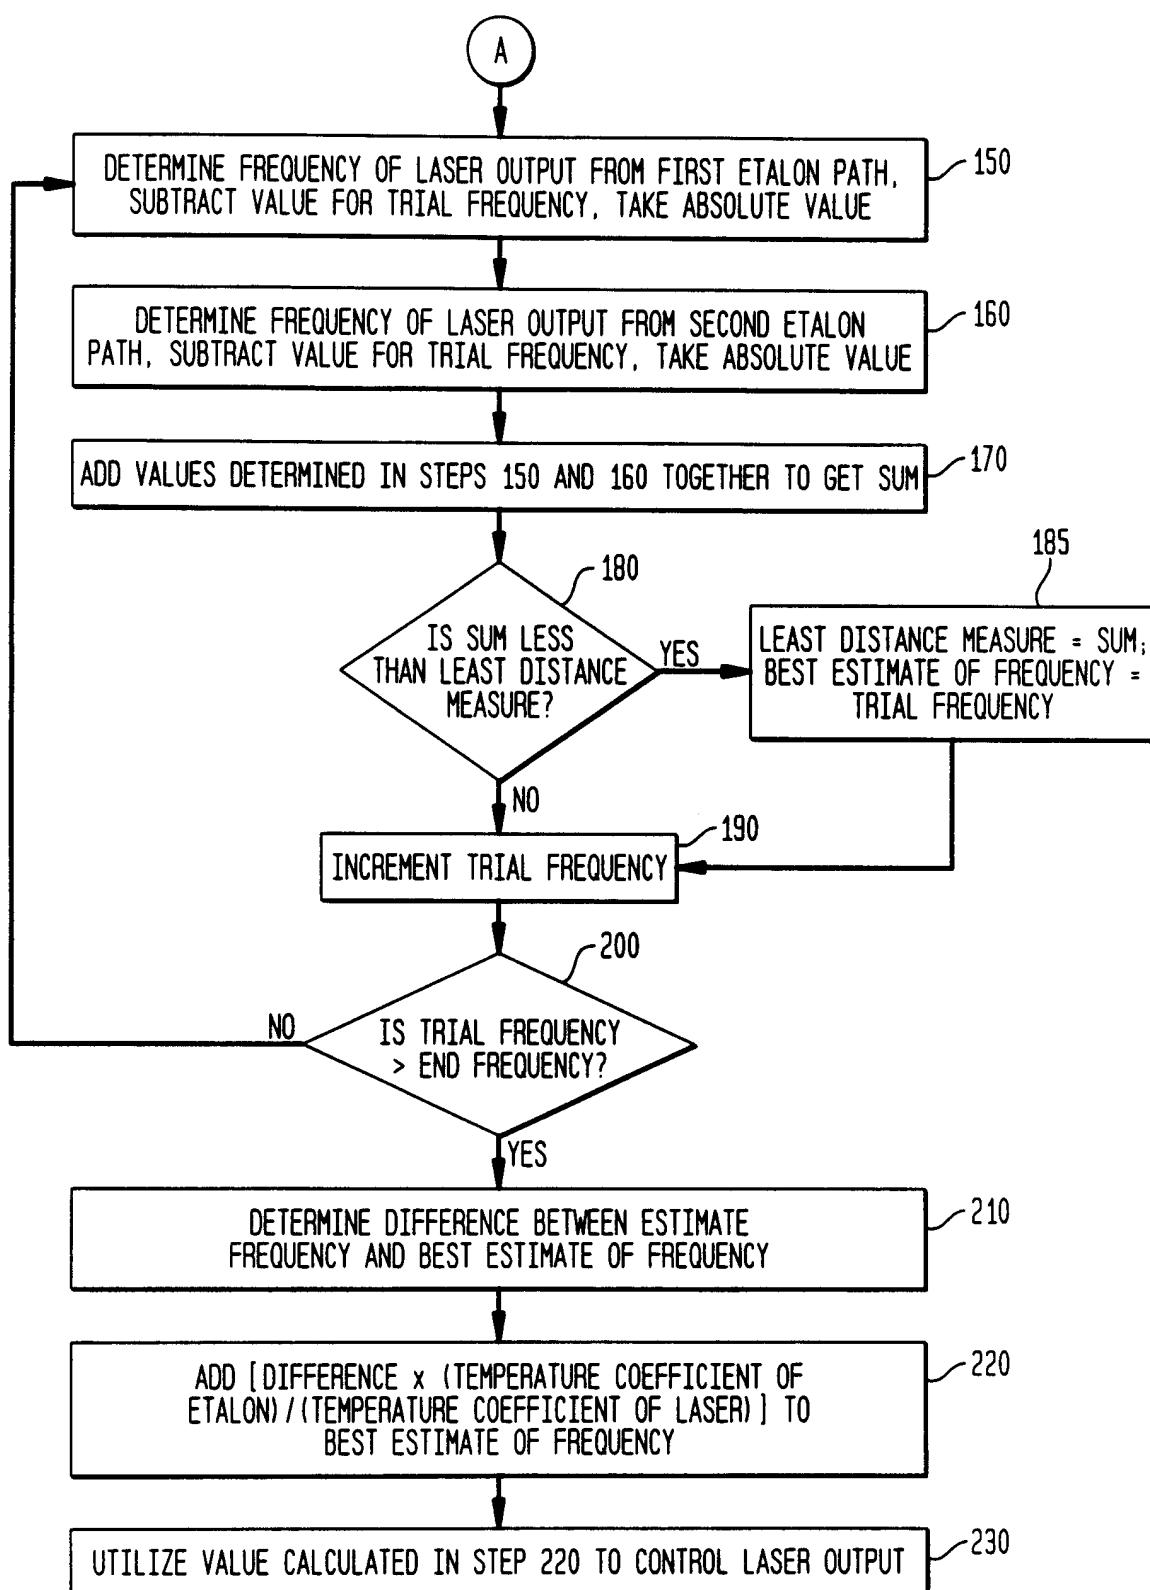 A
DETERMINE FREQUENCY OF LASER OUTPUT FROM FIRST ETALON PATH,
SUBTRACT VALUE FOR TRIAL FREQUENCY, TAKE ABSOLUTE VALUE
150
DETERMINE FREQUENCY OF LASER OUTPUT FROM SECOND ETALON
PATH, SUBTRACT VALUE FOR TRIAL FREQUENCY, TAKE ABSOLUTE VALUE
160
ADD VALUES DETERMINED IN STEPS 150 AND 160 TOGETHER TO GET SUM
170
180
IS SUM LESS
THAN LEAST DISTANCE
MEASURE?
YES
185
LEAST DISTANCE MEASURE = SUM;
BEST ESTIMATE OF FREQUENCY =
TRIAL FREQUENCY
NO
190
INCREMENT TRIAL FREQUENCY
200
IS TRIAL FREQUENCY
> END FREQUENCY?
NO
YES
DETERMINE DIFFERENCE BETWEEN ESTIMATE
FREQUENCY AND BEST ESTIMATE OF FREQUENCY
210
ADD [DIFFERENCE x (TEMPERATURE COEFFICIENT OF
ETALON)/(TEMPERATURE COEFFICIENT OF LASER)] TO
BEST ESTIMATE OF FREQUENCY
220
UTILIZE VALUE CALCULATED IN STEP 220 TO CONTROL LASER OUTPUT
230